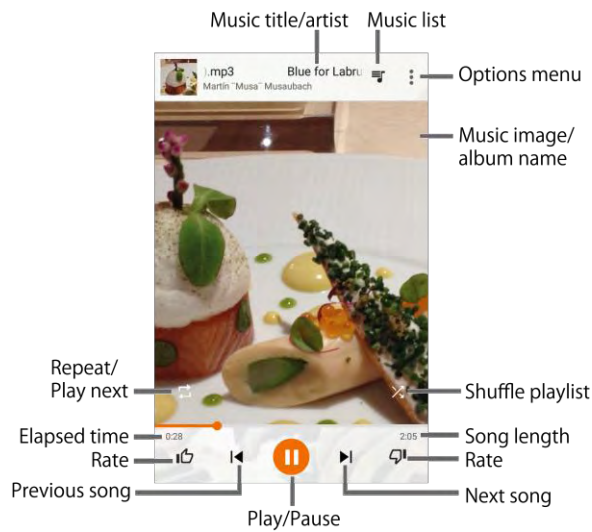 Music title/artist
Music list
).mp3 Blue for Labru
Martín ¨Musa¨ Musaubach
Options menu
Music image/
album name
Repeat/
Play next
Shuffle playlist
Elapsed time
0:28
2:05
Song length
Rate
Rate
Previous song
Next song
Play/Pause